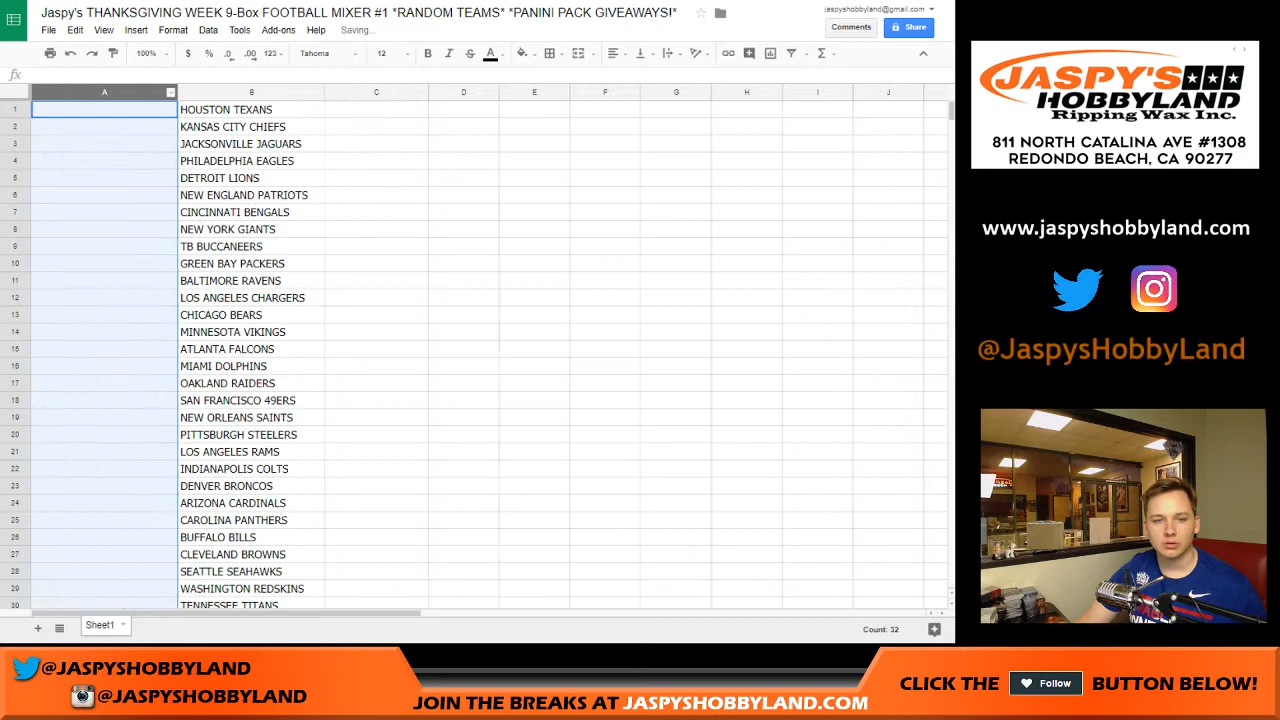 Jaspy's THANKSGIVING WEEK 9-Box FOOTBALL MIXER #1 *RANDOM TEAMS* *PANINI PACK GIVEAWAYS!*
jaspyshobbyland@gmail.com
File Edit View Insert Format Data Tools Add-ons Help Saving...
Comments
Share
100% $ % .0 .00 123 Tahoma 12 B I S A
fx
A B C D E F G H I J
1 HOUSTON TEXANS
2 KANSAS CITY CHIEFS
3 JACKSONVILLE JAGUARS
4 PHILADELPHIA EAGLES
5 DETROIT LIONS
6 NEW ENGLAND PATRIOTS
7 CINCINNATI BENGALS
8 NEW YORK GIANTS
9 TB BUCCANEERS
10 GREEN BAY PACKERS
11 BALTIMORE RAVENS
12 LOS ANGELES CHARGERS
13 CHICAGO BEARS
14 MINNESOTA VIKINGS
15 ATLANTA FALCONS
16 MIAMI DOLPHINS
17 OAKLAND RAIDERS
18 SAN FRANCISCO 49ERS
19 NEW ORLEANS SAINTS
20 PITTSBURGH STEELERS
21 LOS ANGELES RAMS
22 INDIANAPOLIS COLTS
23 DENVER BRONCOS
24 ARIZONA CARDINALS
25 CAROLINA PANTHERS
26 BUFFALO BILLS
27 CLEVELAND BROWNS
28 SEATTLE SEAHAWKS
29 WASHINGTON REDSKINS
30 TENNESSEE TITANS
Sheet1
Count: 32
JASPY'S
HOBBYLAND
Ripping Wax Inc.
811 NORTH CATALINA AVE #1308
REDONDO BEACH, CA 90277
www.jaspyshobbyland.com
@JaspysHobbyLand
@JASPYSHOBBYLAND
@JASPYSHOBBYLAND
JOIN THE BREAKS AT JASPYSHOBBYLAND.COM
CLICK THE Follow BUTTON BELOW!